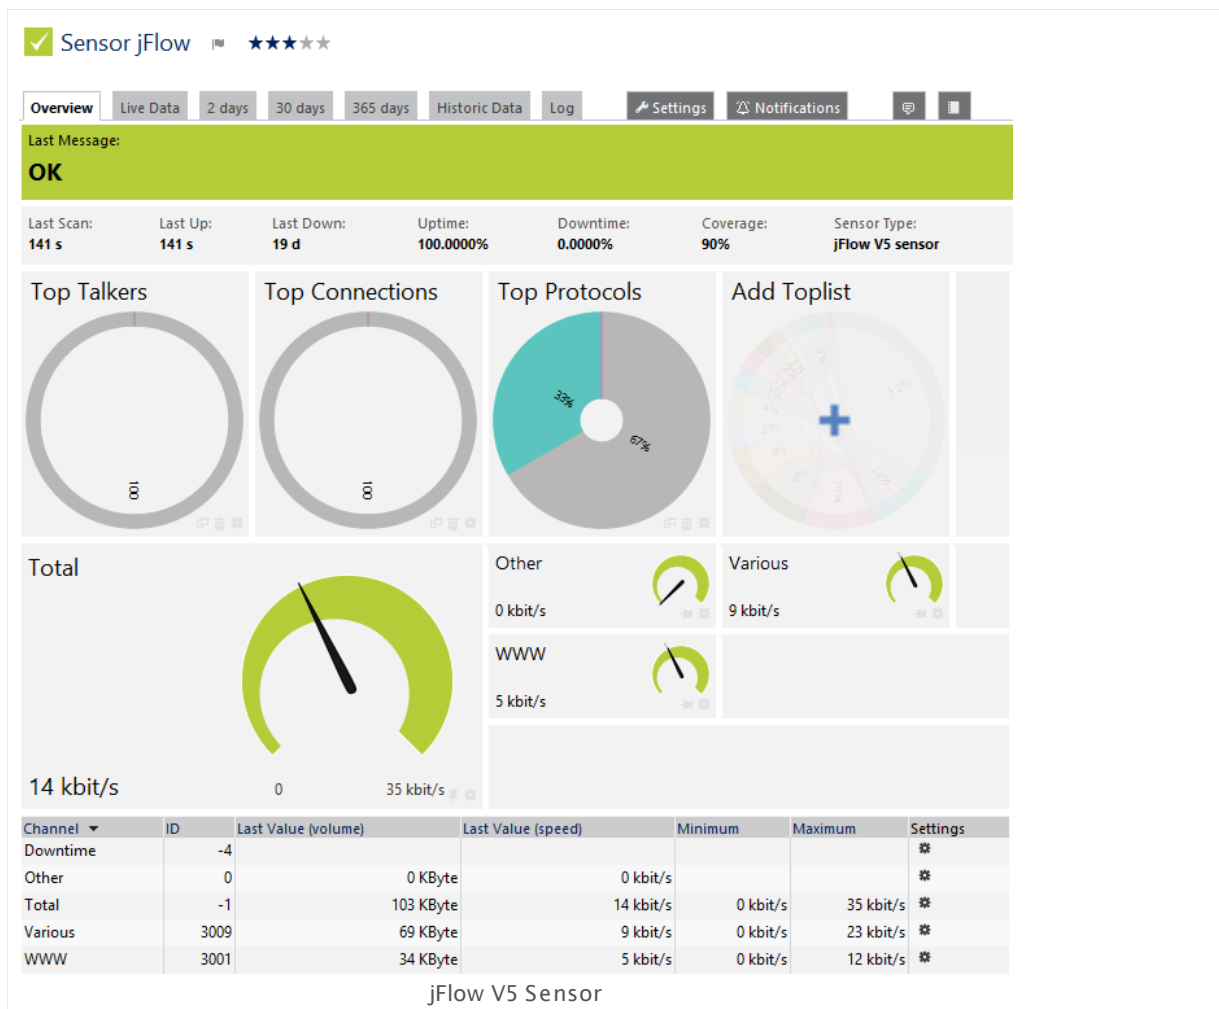 Sensor jFlow
Overview Live Data 2 days 30 days 365 days Historic Data Log Settings Notifications
Last Message:
OK
Last Scan: Last Up: Last Down: Uptime: Downtime: Coverage: Sensor Type:
141 s 141 s 19 d 100.0000% 0.0000% 90% jFlow V5 sensor
Top Talkers Top Connections Top Protocols Add Toplist
33%
67%
100 100
Total
Other Various
0 kbit/s 9 kbit/s
WWW
5 kbit/s
14 kbit/s 0 35 kbit/s
Channel ID Last Value (volume) Last Value (speed) Minimum Maximum Settings
Downtime -4
Other 0 0 KByte 0 kbit/s
Total -1 103 KByte 14 kbit/s 0 kbit/s 35 kbit/s
Various 3009 69 KByte 9 kbit/s 0 kbit/s 23 kbit/s
WWW 3001 34 KByte 5 kbit/s 0 kbit/s 12 kbit/s
jFlow V5 Sensor